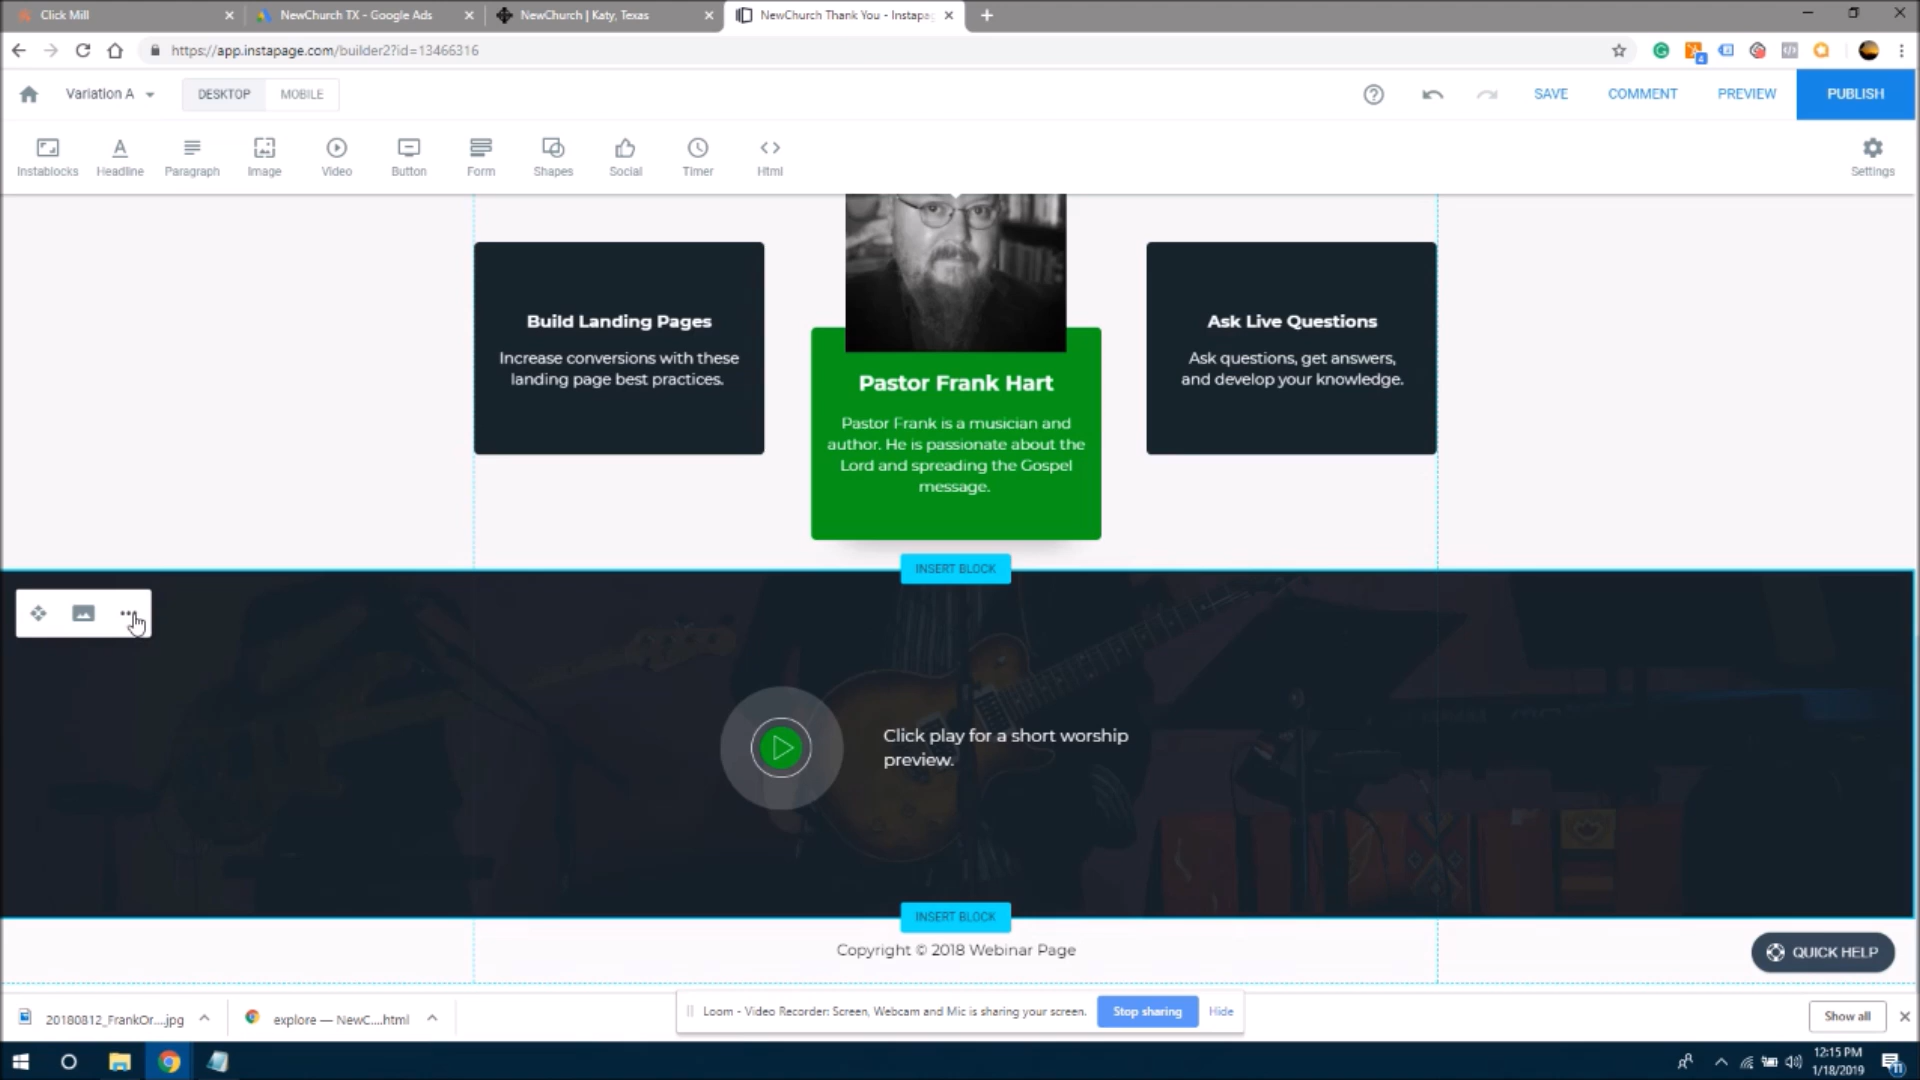 Click Mill
NewChurch TX - Google Ads
NewChurch | Katy, Texas
NewChurch Thank You - Instapag
https://app.instapage.com/builder2?id=13466316
4
Variation A
DESKTOP
MOBILE
SAVE
COMMENT
PREVIEW
PUBLISH
Instablocks
Headline
Paragraph
Image
Video
Button
Form
Shapes
Social
Timer
Html
Settings
Build Landing Pages
Increase conversions with these
landing page best practices.
Pastor Frank Hart
Pastor Frank is a musician and
author. He is passionate about the
Lord and spreading the Gospel
message.
Ask Live Questions
Ask questions, get answers,
and develop your knowledge.
INSERT BLOCK
Click play for a short worship
preview.
INSERT BLOCK
Copyright © 2018 Webinar Page
QUICK HELP
20180812_FrankOr....jpg
explore — NewC....html
Loom - Video Recorder: Screen, Webcam and Mic is sharing your screen.
Stop sharing
Hide
Show all
12:15 PM
1/18/2019
11